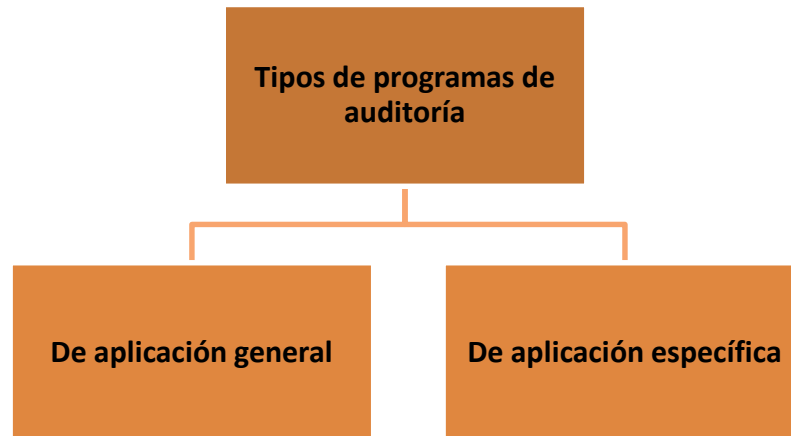 Tipos de programas de
auditoría
De aplicación general
De aplicación específica